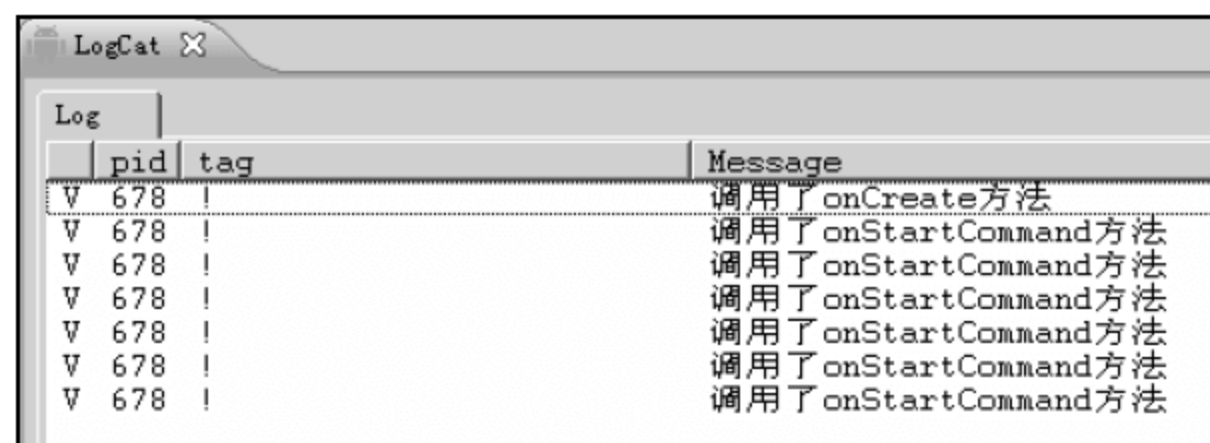 LogCat
Log
pid tag Message
V 678 ! 调用了onCreate方法
V 678 ! 调用了onStartCommand方法
V 678 ! 调用了onStartCommand方法
V 678 ! 调用了onStartCommand方法
V 678 ! 调用了onStartCommand方法
V 678 ! 调用了onStartCommand方法
V 678 ! 调用了onStartCommand方法